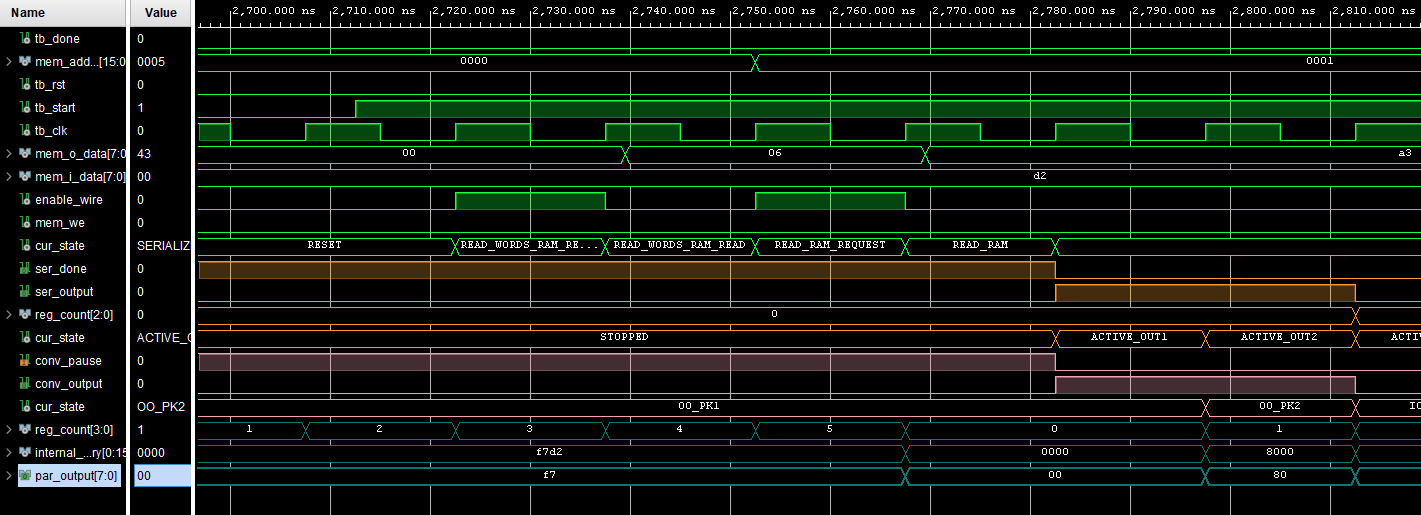 Name Value 2,700.000 ns 2,710.000 ns 2,720.000 ns 2,730.000 ns 2,740.000 ns 2,750.000 ns 2,760.000 ns 2,770.000 ns 2,780.000 ns 2,790.000 ns 2,800.000 ns 2,810.000 ns
tb_done 0
mem_add...[15:0 0005 0000 0001
tb_rst 0
tb_start 1
tb_clk 0
mem_o_data[7:0 43 00 06 a3
mem_i_data[7:0] 00 d2
enable_wire 0
mem_we 0
cur_state SERIALIZ RESET READ_WORDS_RAM_RE... READ_WORDS_RAM_READ READ_RAM_REQUEST READ_RAM
ser_done 0
ser_output 0
reg_count[2:0] 0 0
cur_state ACTIVE_O STOPPED ACTIVE_OUT1 ACTIVE_OUT2 ACTIV
conv_pause 0
conv_output 0
cur_state OO_PK2 OO_PK1 OO_PK2 IO
reg_count[3:0] 1 1 2 3 4 5 0 1
internal_...ry[0:15 0000 f7d2 0000 8000
par_output[7:0] 00 f7 00 80